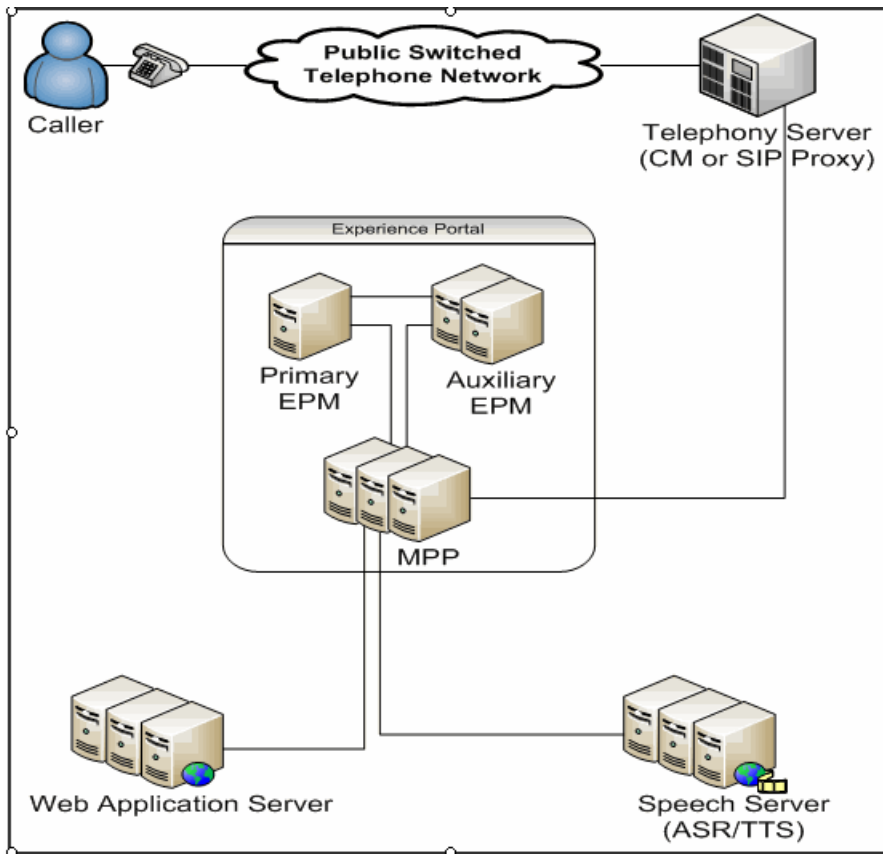 Public Switched
Telephone Network
Caller
Telephony Server
(CM or SIP Proxy)
Experience Portal
Primary
EPM
Auxiliary
EPM
MPP
Web Application Server
Speech Server
(ASR/TTS)